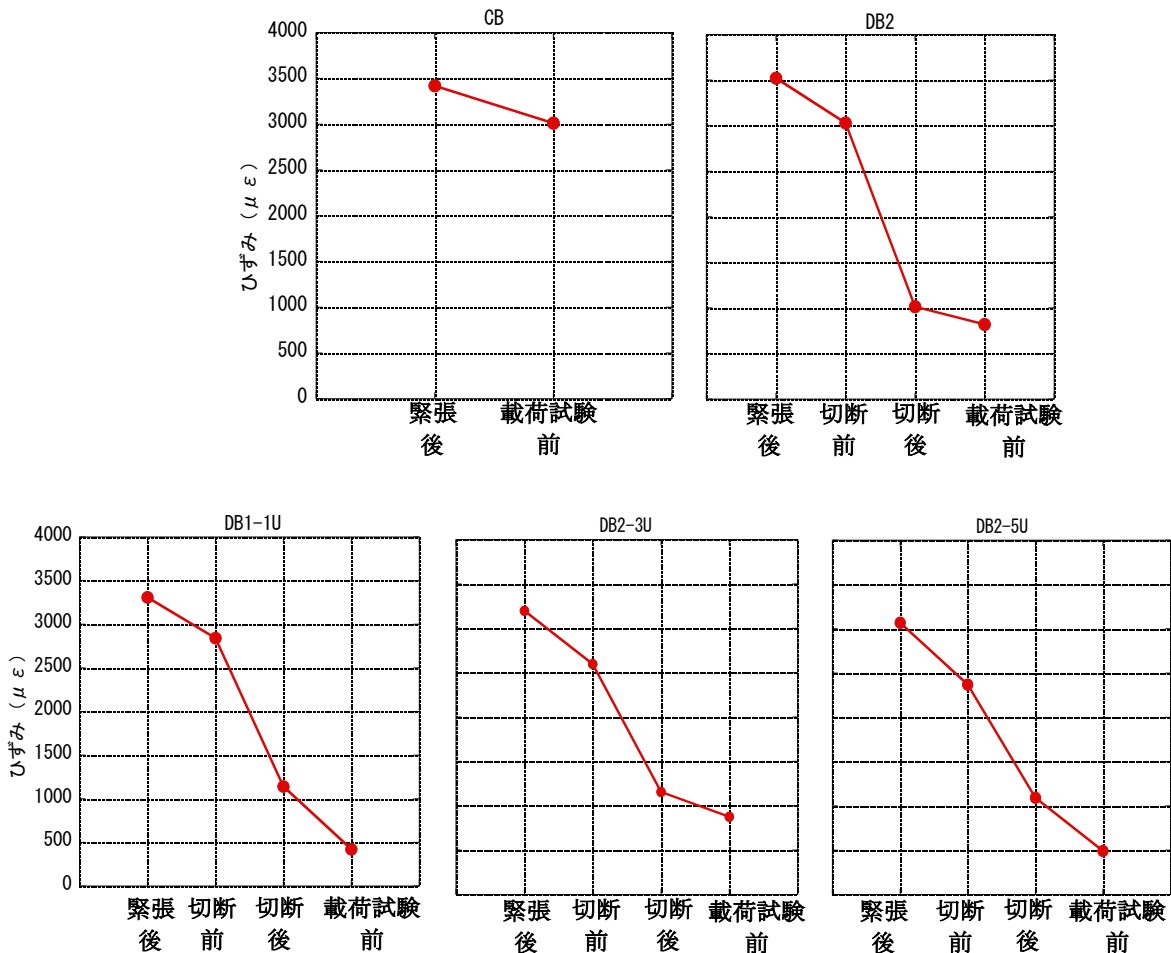 CB
DB2
4000
3500
3000
2500
2000
1500
1000
500
0
ひずみ（μ ε）
緊張
後
載荷試験
前
緊張
後
切断
前
切断
後
載荷試験
前
DB1-1U
DB2-3U
DB2-5U
4000
3500
3000
2500
2000
1500
1000
500
0
ひずみ（μ ε）
緊張
後
切断
前
切断
後
載荷試験
前
緊張
後
切断
前
切断
後
載荷試験
前
緊張
後
切断
前
切断
後
載荷試験
前